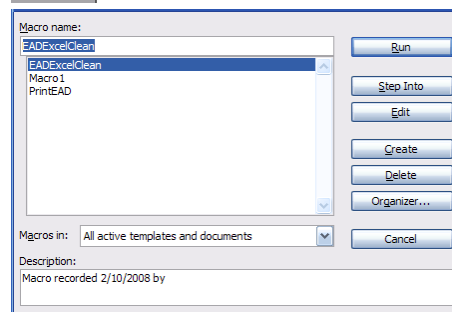 Macro name:
EADExcelClean
Run
EADExcelClean
Macro1
PrintEAD
Step Into
Edit
Create
Delete
Organizer...
Macros in: All active templates and documents
Cancel
Description:
Macro recorded 2/10/2008 by